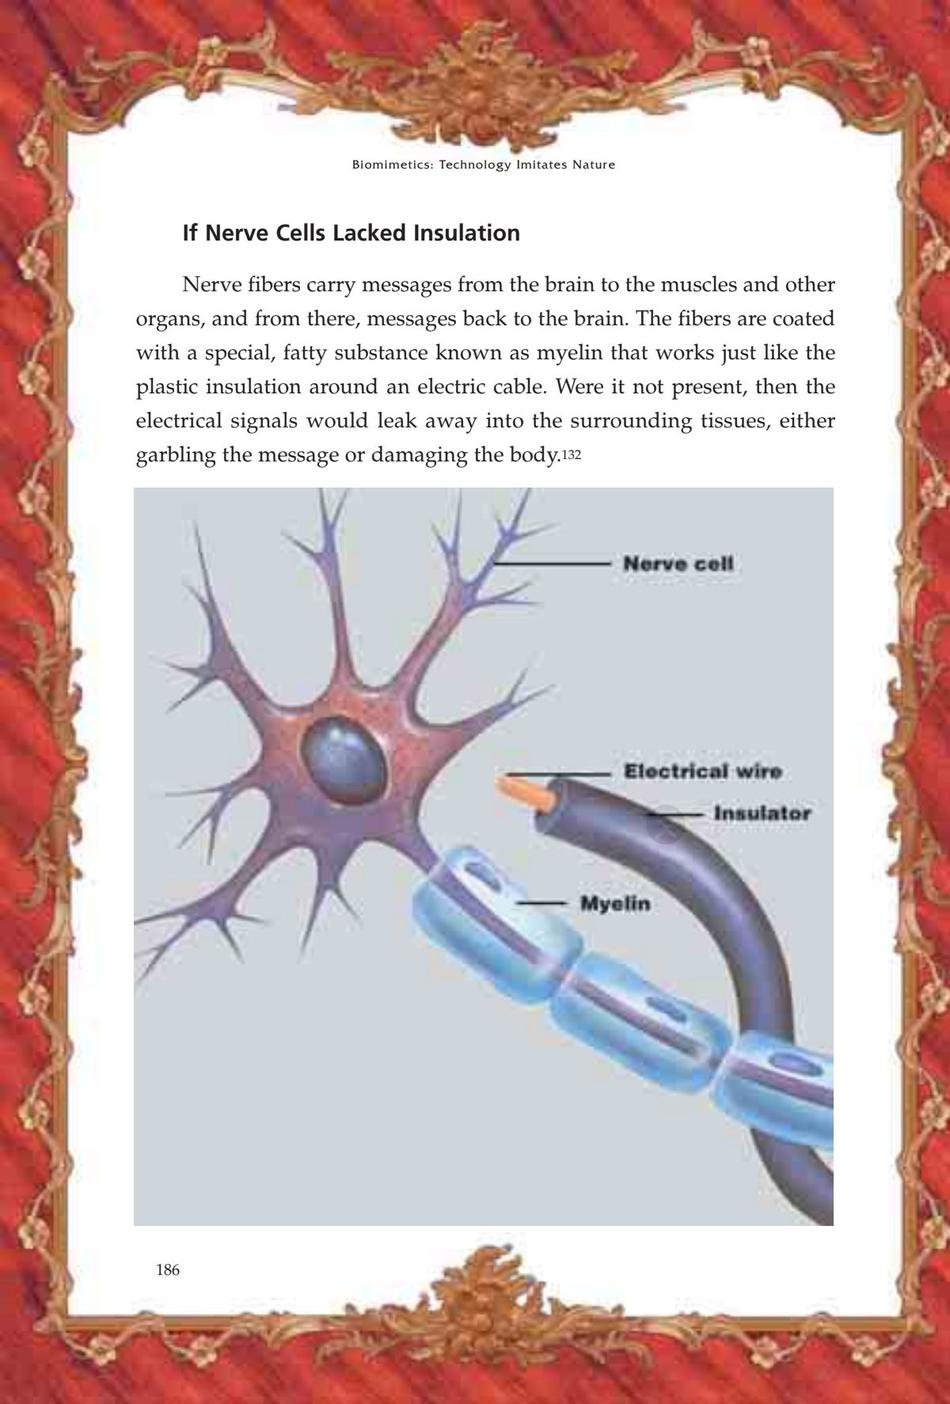 Biomimetics: Technology Imitates Nature
If Nerve Cells Lacked Insulation
Nerve fibers carry messages from the brain to the muscles and other
organs, and from there, messages back to the brain. The fibers are coated
with a special, fatty substance known as myelin that works just like the
plastic insulation around an electric cable. Were it not present, then the
electrical signals would leak away into the surrounding tissues, either
garbling the message or damaging the body.132
Nerve cell
Electrical wire
Insulator
Myelin
186